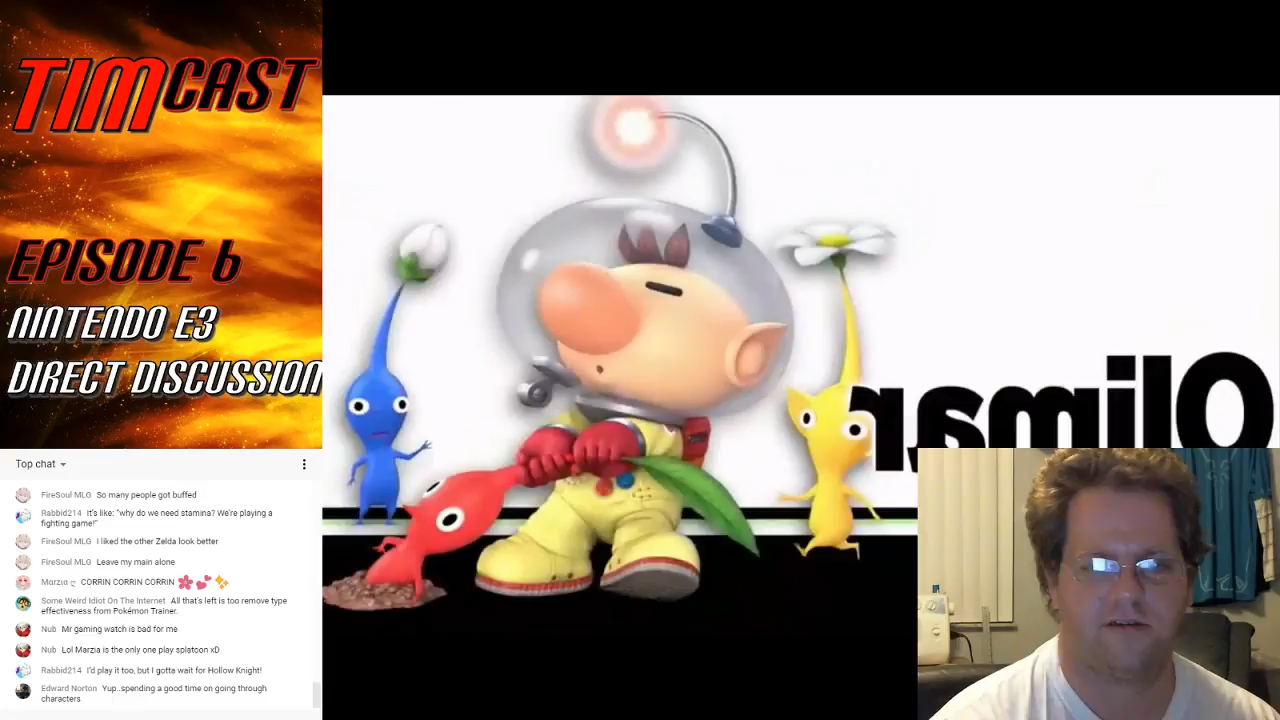 TIMCAST
EPISODE 6
NINTENDO E3
DIRECT DISCUSSION
Top chat
FireSoul MLG So many people got buffed
Rabbid214 It's like: "why do we need stamina? We're playing a
fighting game!"
FireSoul MLG I liked the other Zelda look better
FireSoul MLG Leave my main alone
Marzia ღ CORRIN CORRIN CORRIN 🌸💕✨
Some Weird Idiot On The Internet All that's left is too remove type
effectiveness from Pokémon Trainer.
Nub Mr gaming watch is bad for me
Nub Lol Marzia is the only one play splatoon xD
Rabbid214 I'd play it too, but I gotta wait for Hollow Knight!
Edward Norton Yup..spending a good time on going through
characters
Olimar